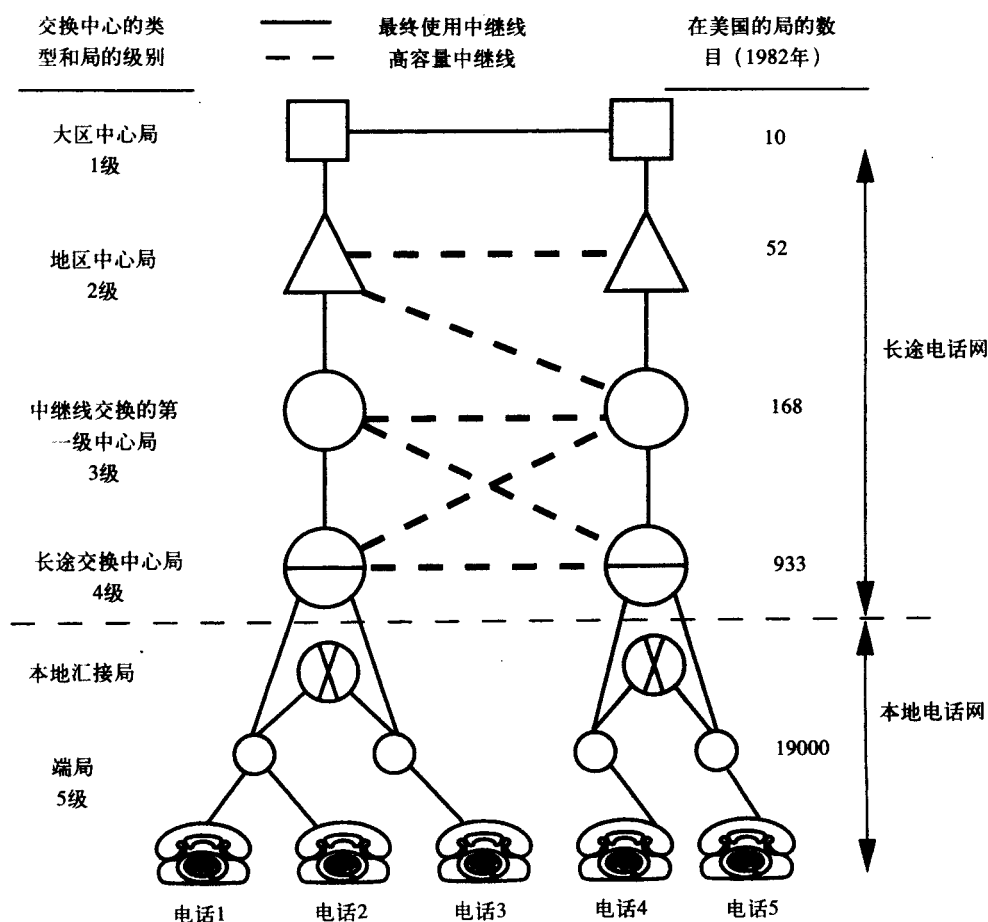 交换中心的类
型和局的级别
最终使用中继线
高容量中继线
在美国的局的数
目（1982年）
大区中心局
1级
10
地区中心局
2级
52
长途电话网
中继线交换的第
一级中心局
3级
168
长途交换中心局
4级
933
本地汇接局
本地电话网
端局
5级
19000
电话1
电话2
电话3
电话4
电话5